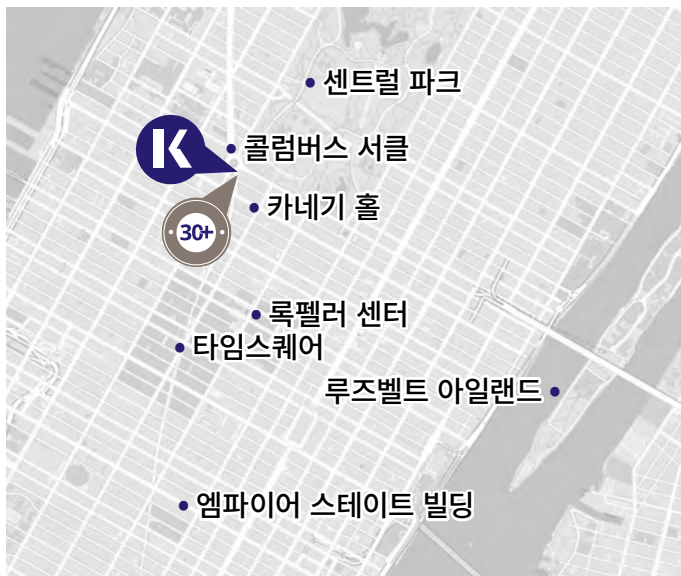 센트럴 파크
콜럼버스 서클
K
카네기 홀
30+
록펠러 센터
타임스퀘어
루즈벨트 아일랜드
엠파이어 스테이트 빌딩